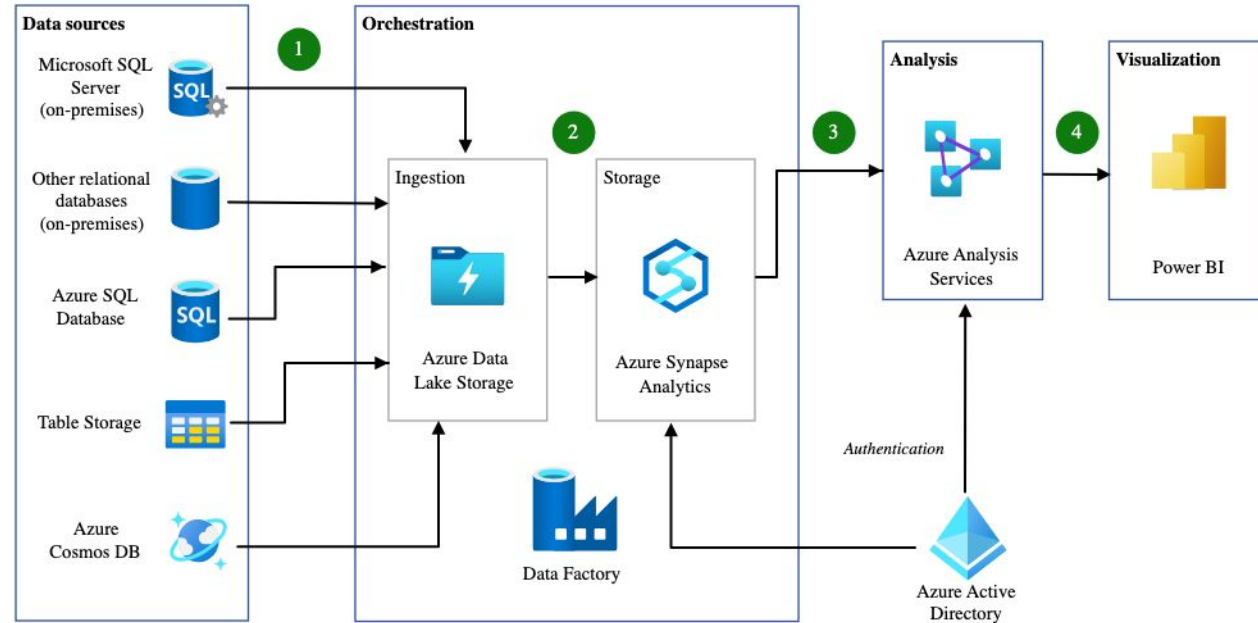 Data sources
1
Orchestration
Microsoft SQL
Server
(on-premises)
SQL
Other relational
databases
(on-premises)
Azure SQL
Database
SQL
Table Storage
Azure
Cosmos DB
2
Ingestion
Azure Data
Lake Storage
Storage
Azure Synapse
Analytics
Data Factory
3
Analysis
Azure Analysis
Services
4
Visualization
Power BI
Authentication
Azure Active
Directory